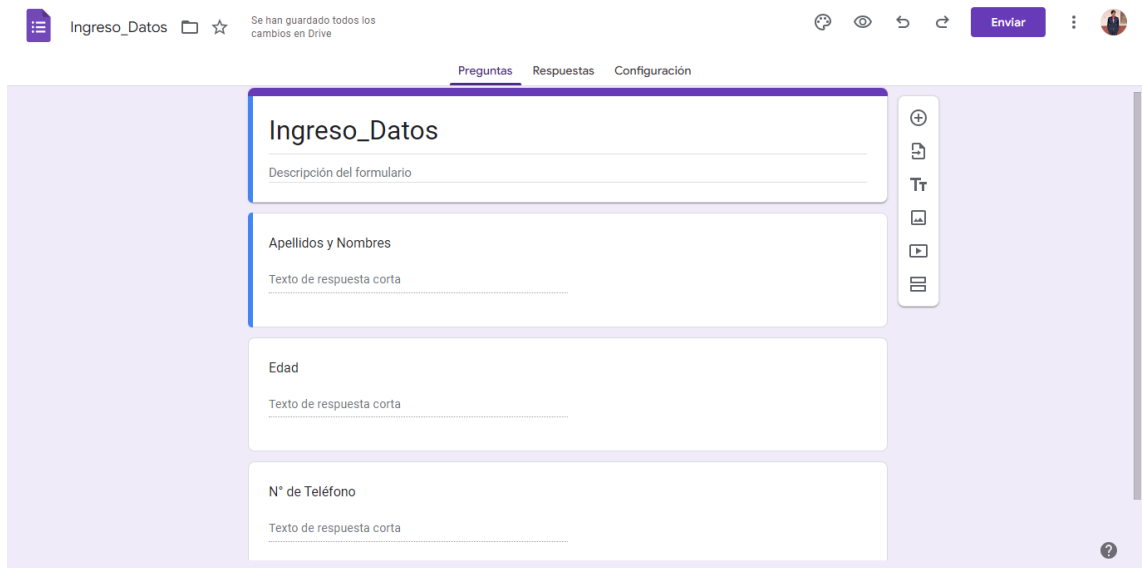 Ingreso_Datos
Se han guardado todos los
cambios en Drive
Enviar
Preguntas Respuestas Configuración
Ingreso_Datos
Descripción del formulario
Apellidos y Nombres
Texto de respuesta corta
Edad
Texto de respuesta corta
N° de Teléfono
Texto de respuesta corta